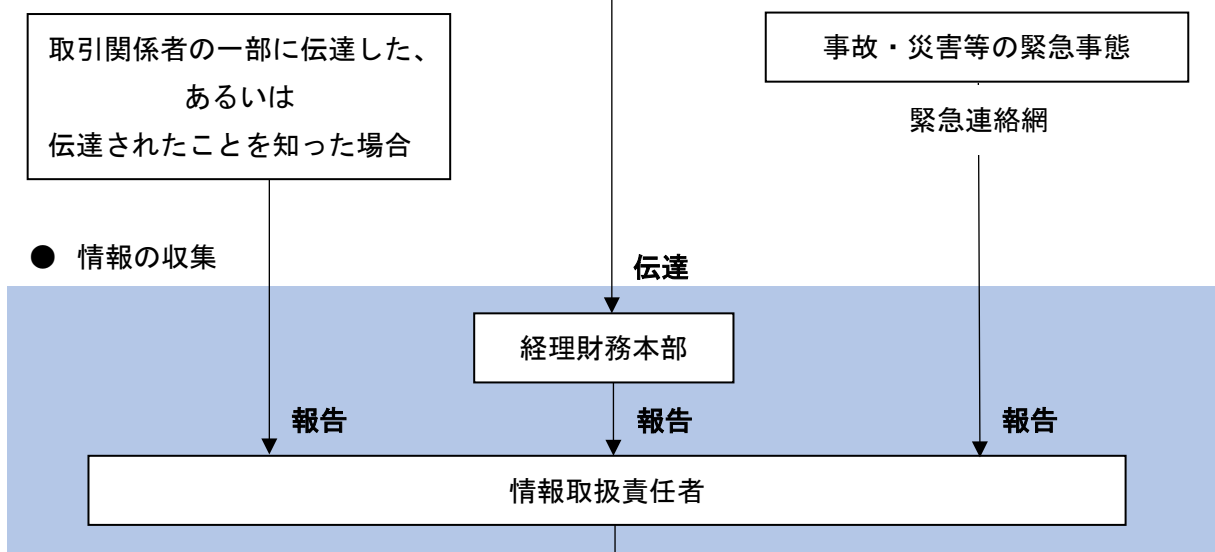 取引関係者の一部に伝達した、
あるいは
伝達されたことを知った場合
事故・災害等の緊急事態
緊急連絡網
● 情報の収集
伝達
経理財務本部
報告
報告
報告
情報取扱責任者